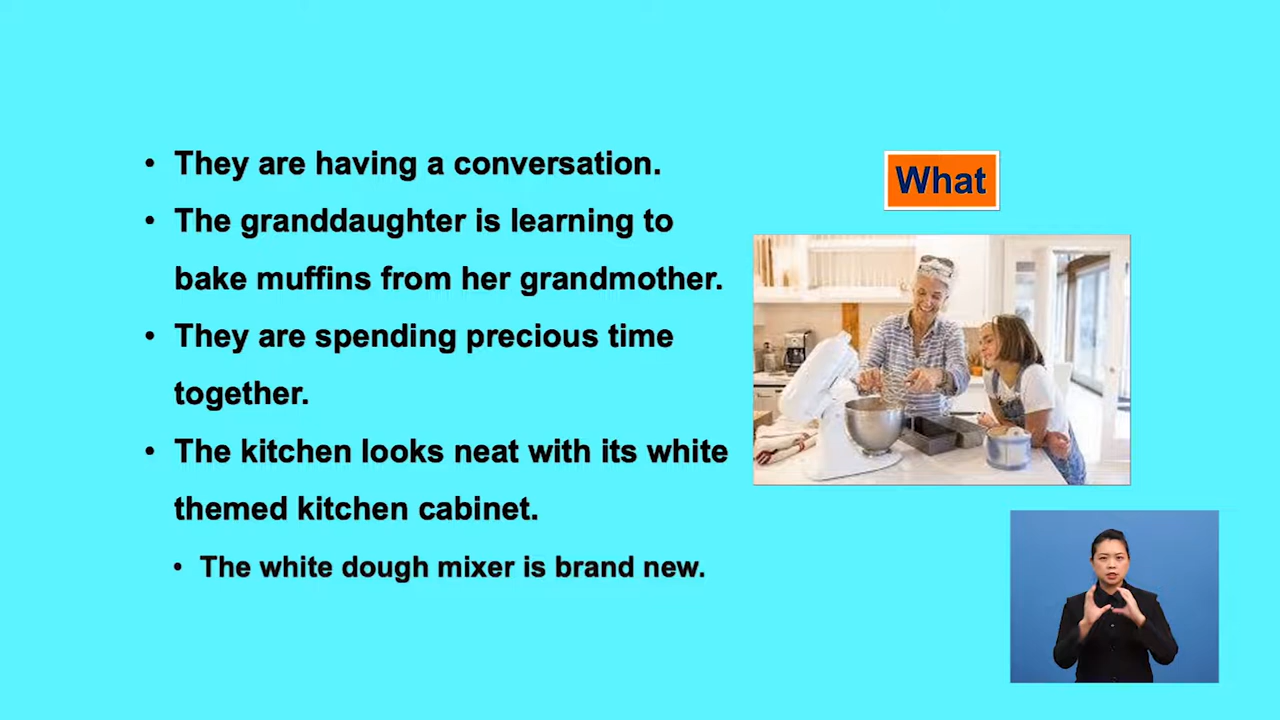 What
• They are having a conversation.
• The granddaughter is learning to
bake muffins from her grandmother.
• They are spending precious time
together.
• The kitchen looks neat with its white
themed kitchen cabinet.
• The white dough mixer is brand new.